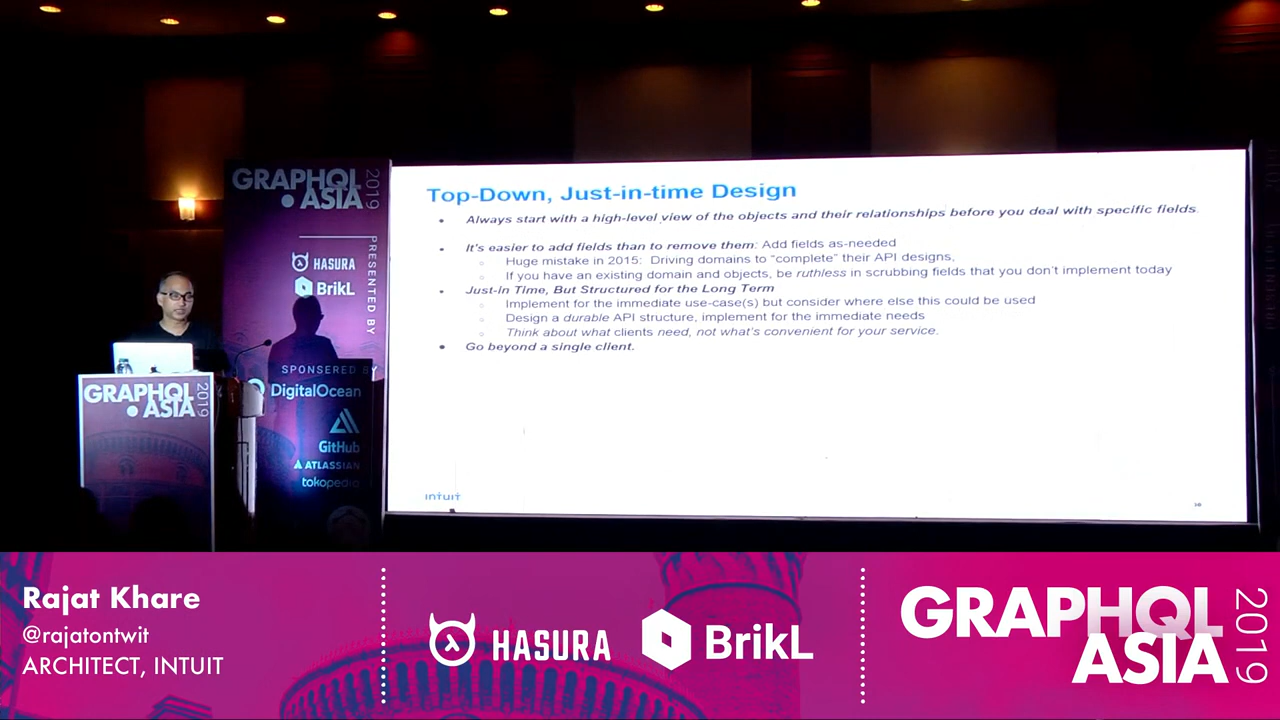 GRAPHQL
ASIA
2019
PRESENTED BY
HASURA
BrikL
SPONSERED BY
DigitalOcean
GitHub
ATLASSIAN
tokopedia
GRAPHQL
ASIA
2019
Top-Down, Just-in-time Design
Always start with a high-level view of the objects and their relationships before you deal with specific fields.
It's easier to add fields than to remove them: Add fields as-needed
Huge mistake in 2015: Driving domains to "complete" their API designs,
If you have an existing domain and objects, be ruthless in scrubbing fields that you don't implement today
Just-in Time, But Structured for the Long Term
Implement for the immediate use-case(s) but consider where else this could be used
Design a durable API structure, implement for the immediate needs
Think about what clients need, not what's convenient for your service.
Go beyond a single client.
intuit
Rajat Khare
@rajatontwit
ARCHITECT, INTUIT
HASURA
BrikL
GRAPHQL
ASIA
2019